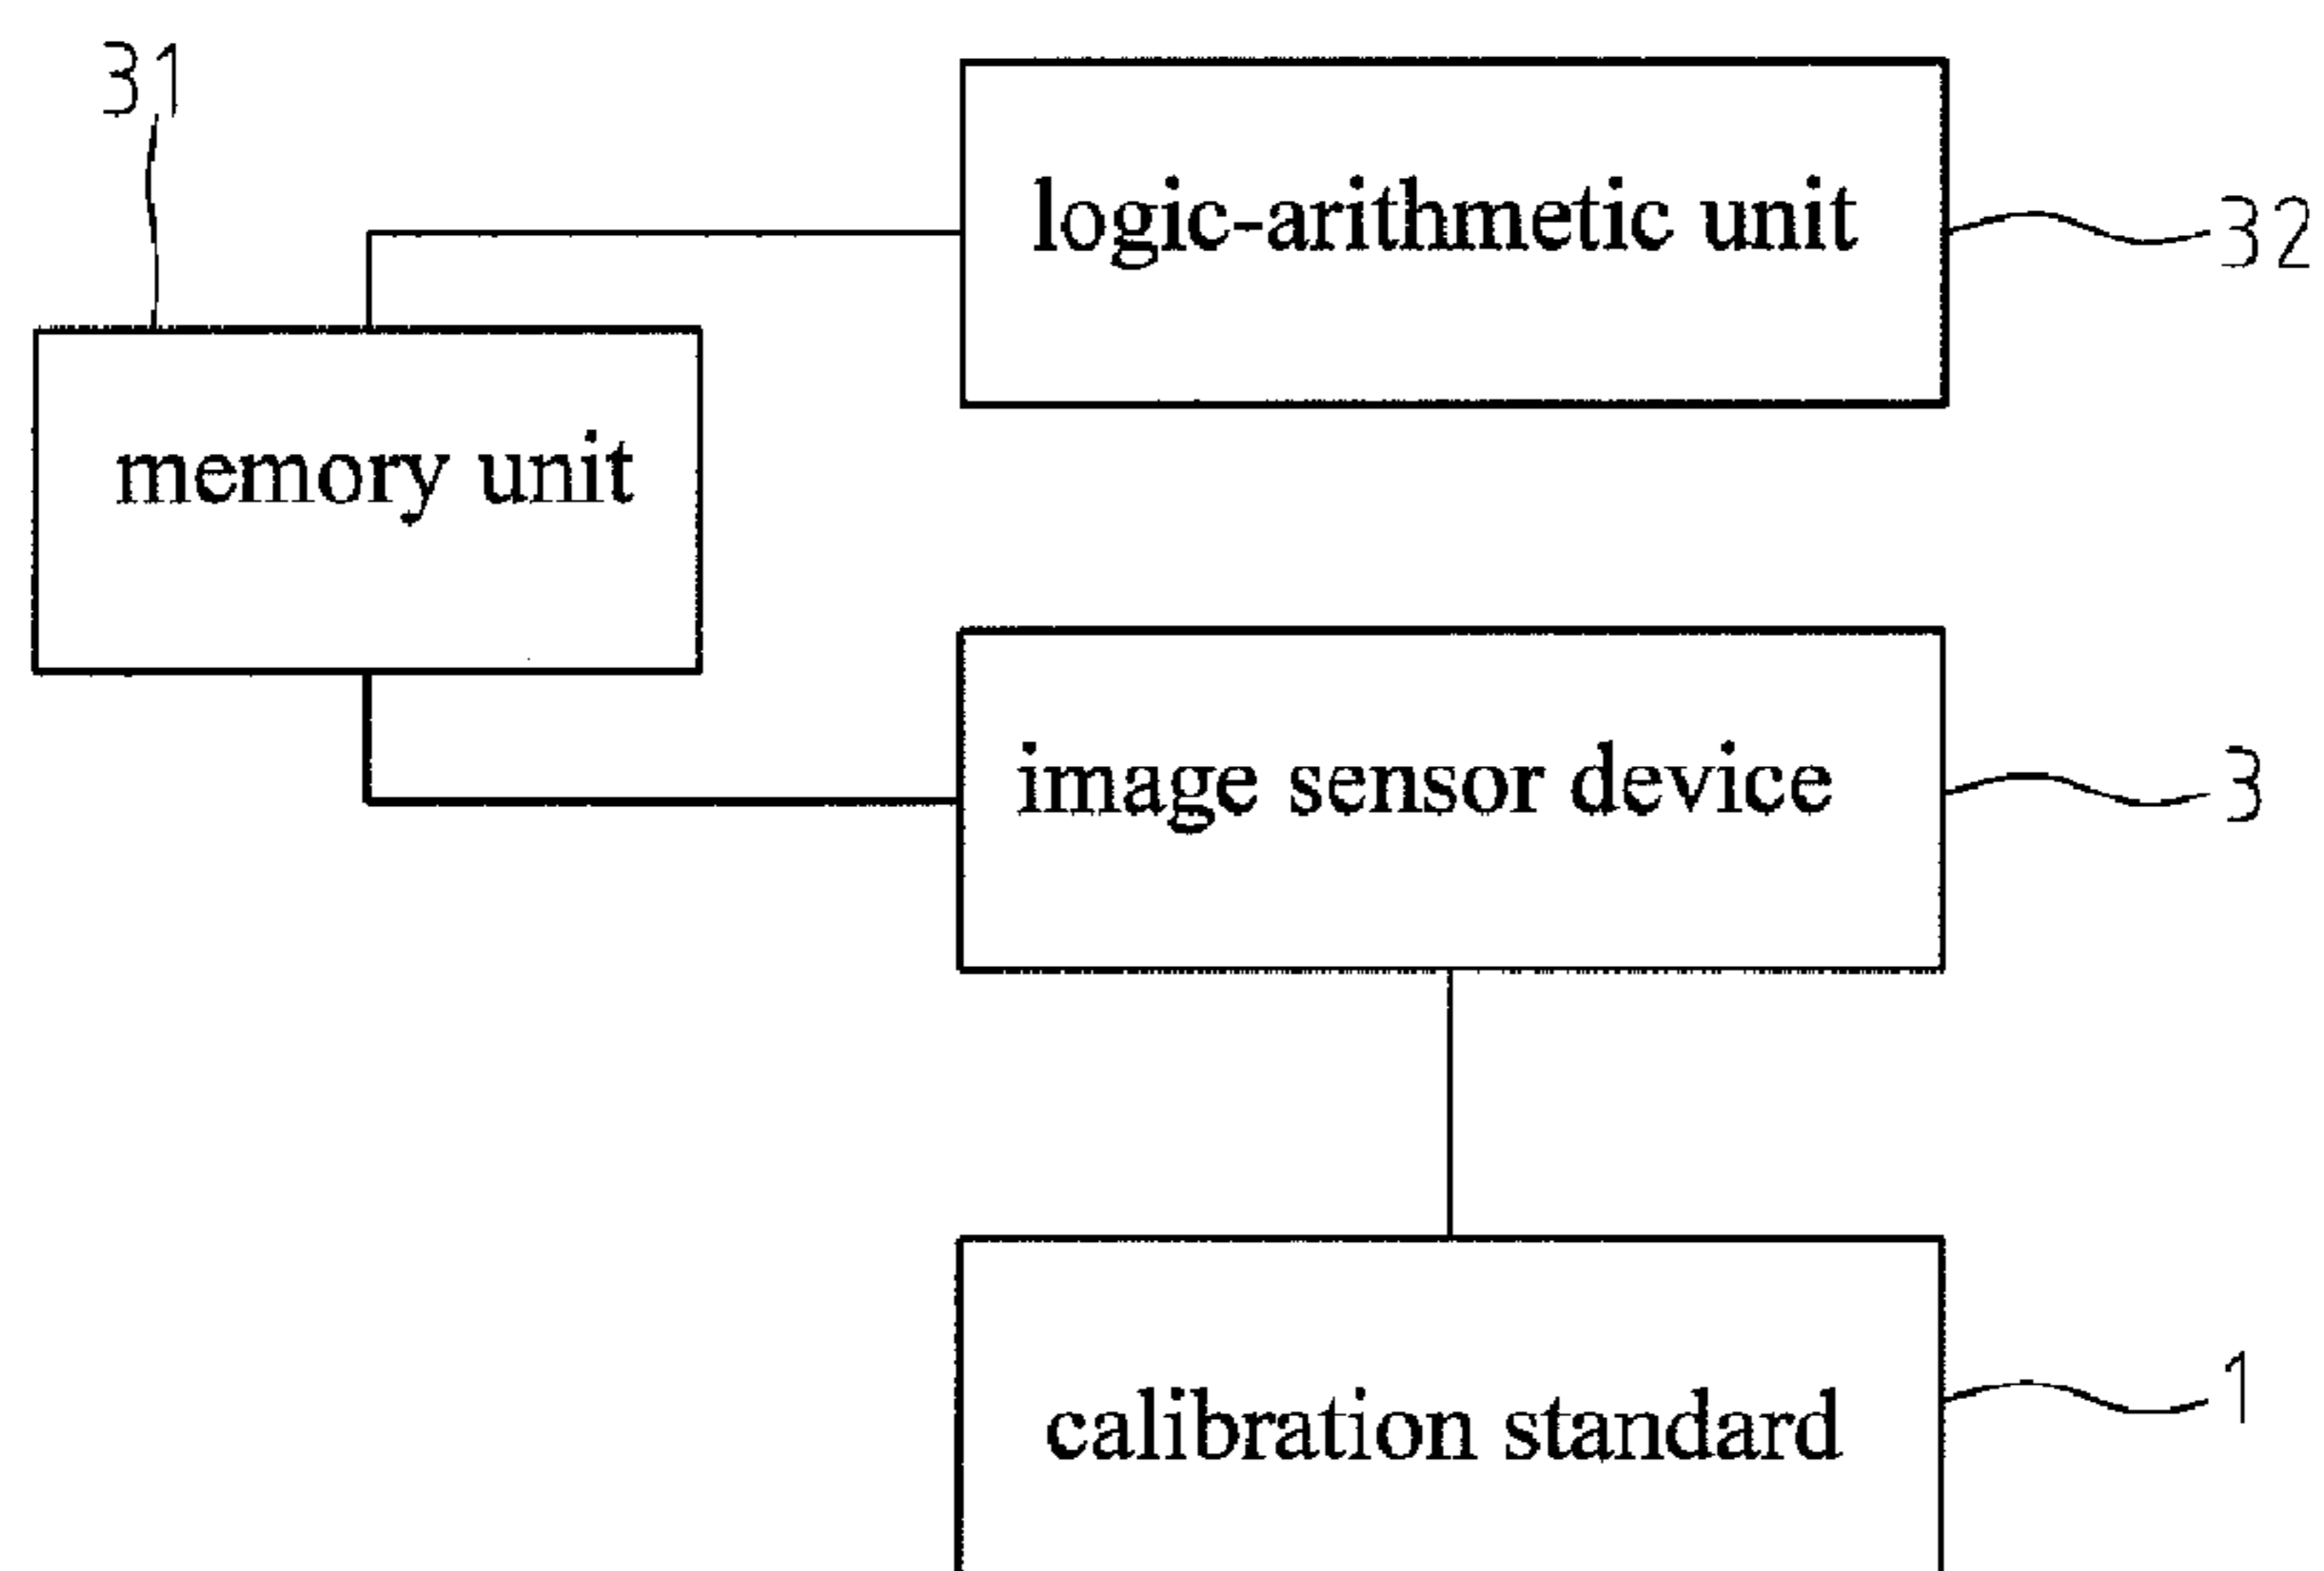 31
logic-arithmetic unit
32
memory unit
image sensor device
3
calibration standard
1